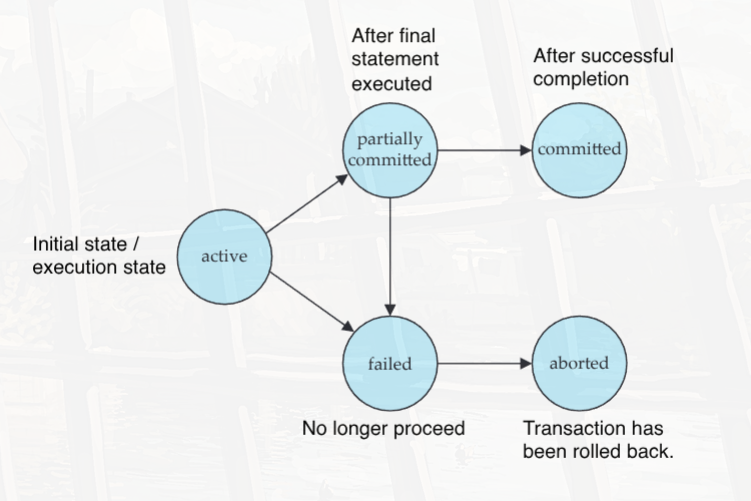 After final
statement
executed
After successful
completion
partially
committed
committed
Initial state /
execution state
active
failed
aborted
No longer proceed
Transaction has
been rolled back.